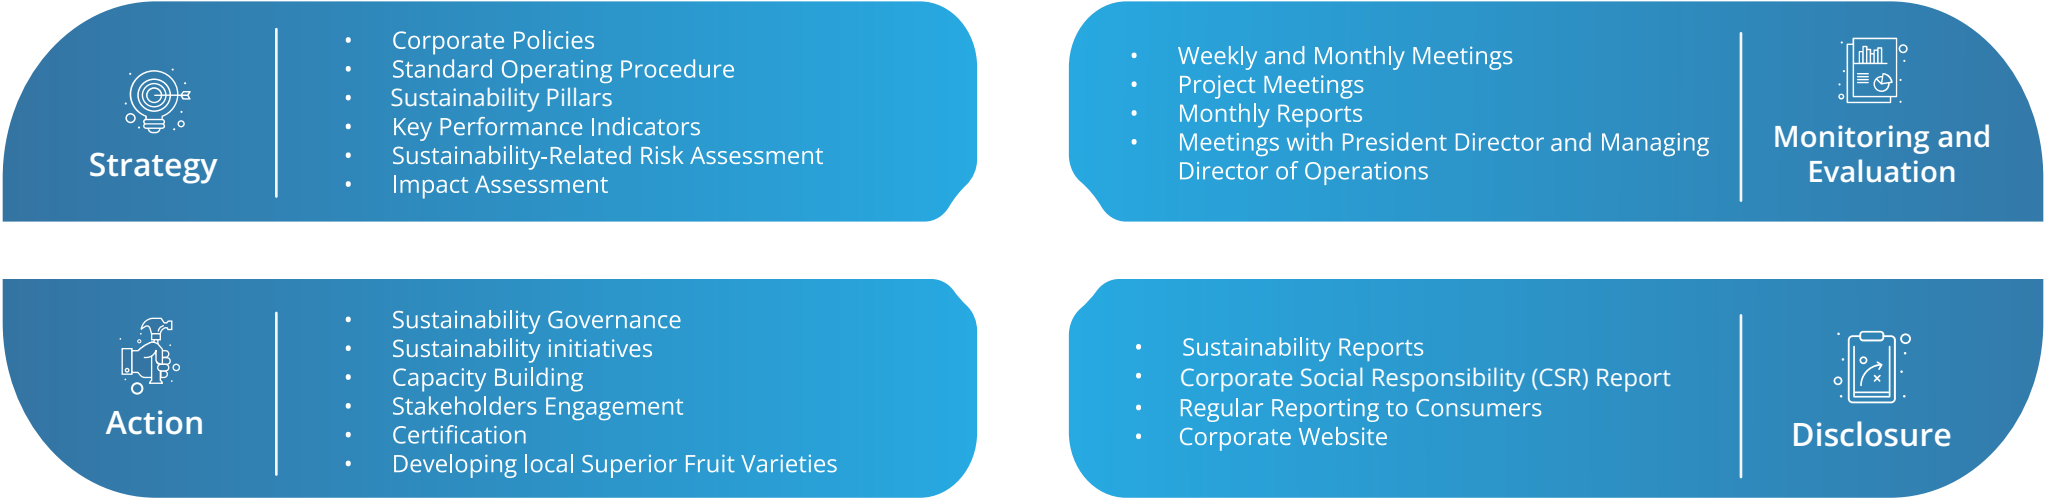 Strategy
• Corporate Policies
• Standard Operating Procedure
• Sustainability Pillars
• Key Performance Indicators
• Sustainability-Related Risk Assessment
• Impact Assessment
• Weekly and Monthly Meetings
• Project Meetings
• Monthly Reports
• Meetings with President Director and Managing
Director of Operations
Monitoring and
Evaluation
Action
• Sustainability Governance
• Sustainability initiatives
• Capacity Building
• Stakeholders Engagement
• Certification
• Developing local Superior Fruit Varieties
• Sustainability Reports
• Corporate Social Responsibility (CSR) Report
• Regular Reporting to Consumers
• Corporate Website
Disclosure